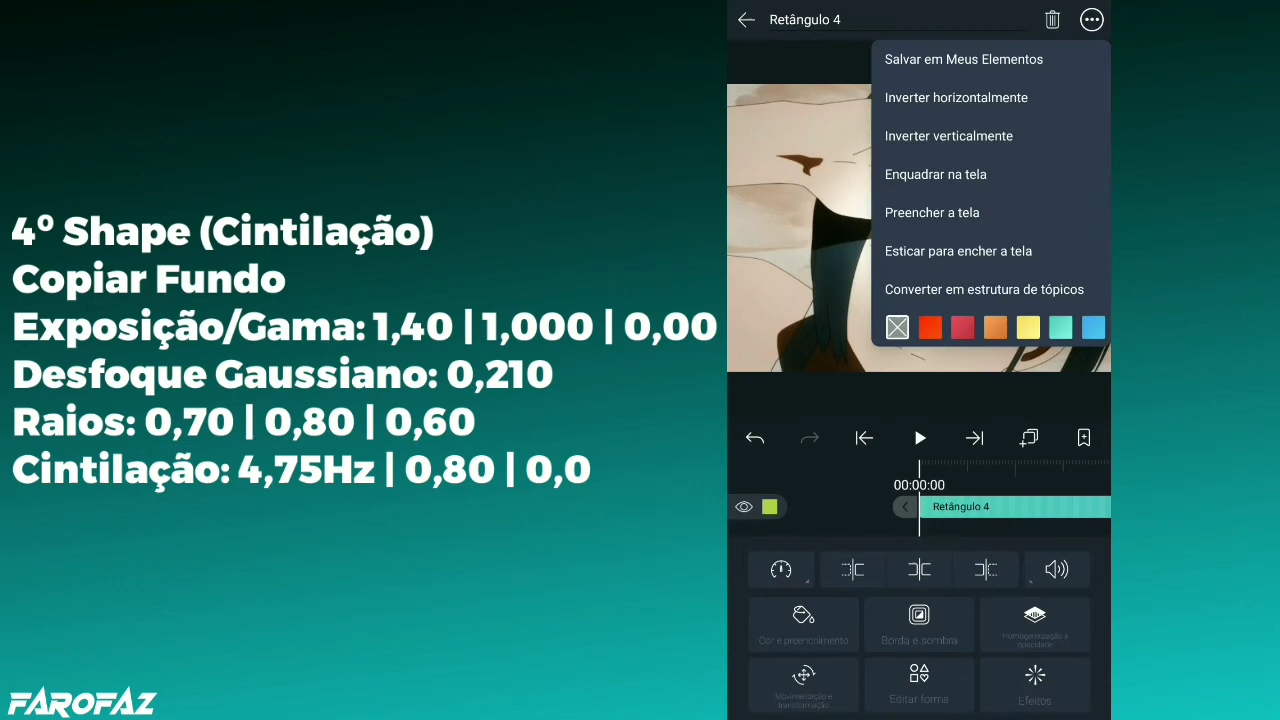 4º Shape (Cintilação)
Copiar Fundo
Exposição/Gama: 1,40 | 1,000 | 0,00
Desfoque Gaussiano: 0,210
Raios: 0,70 | 0,80 | 0,60
Cintilação: 4,75Hz | 0,80 | 0,0
FAROFAZ
Retângulo 4
Salvar em Meus Elementos
Inverter horizontalmente
Inverter verticalmente
Enquadrar na tela
Preencher a tela
Esticar para encher a tela
Converter em estrutura de tópicos
00:00:00
Retângulo 4
Cor e preenchimento
Borda e sombra
Homogeneização e
opacidade
Movimentação e
transformação
Editar forma
Efeitos